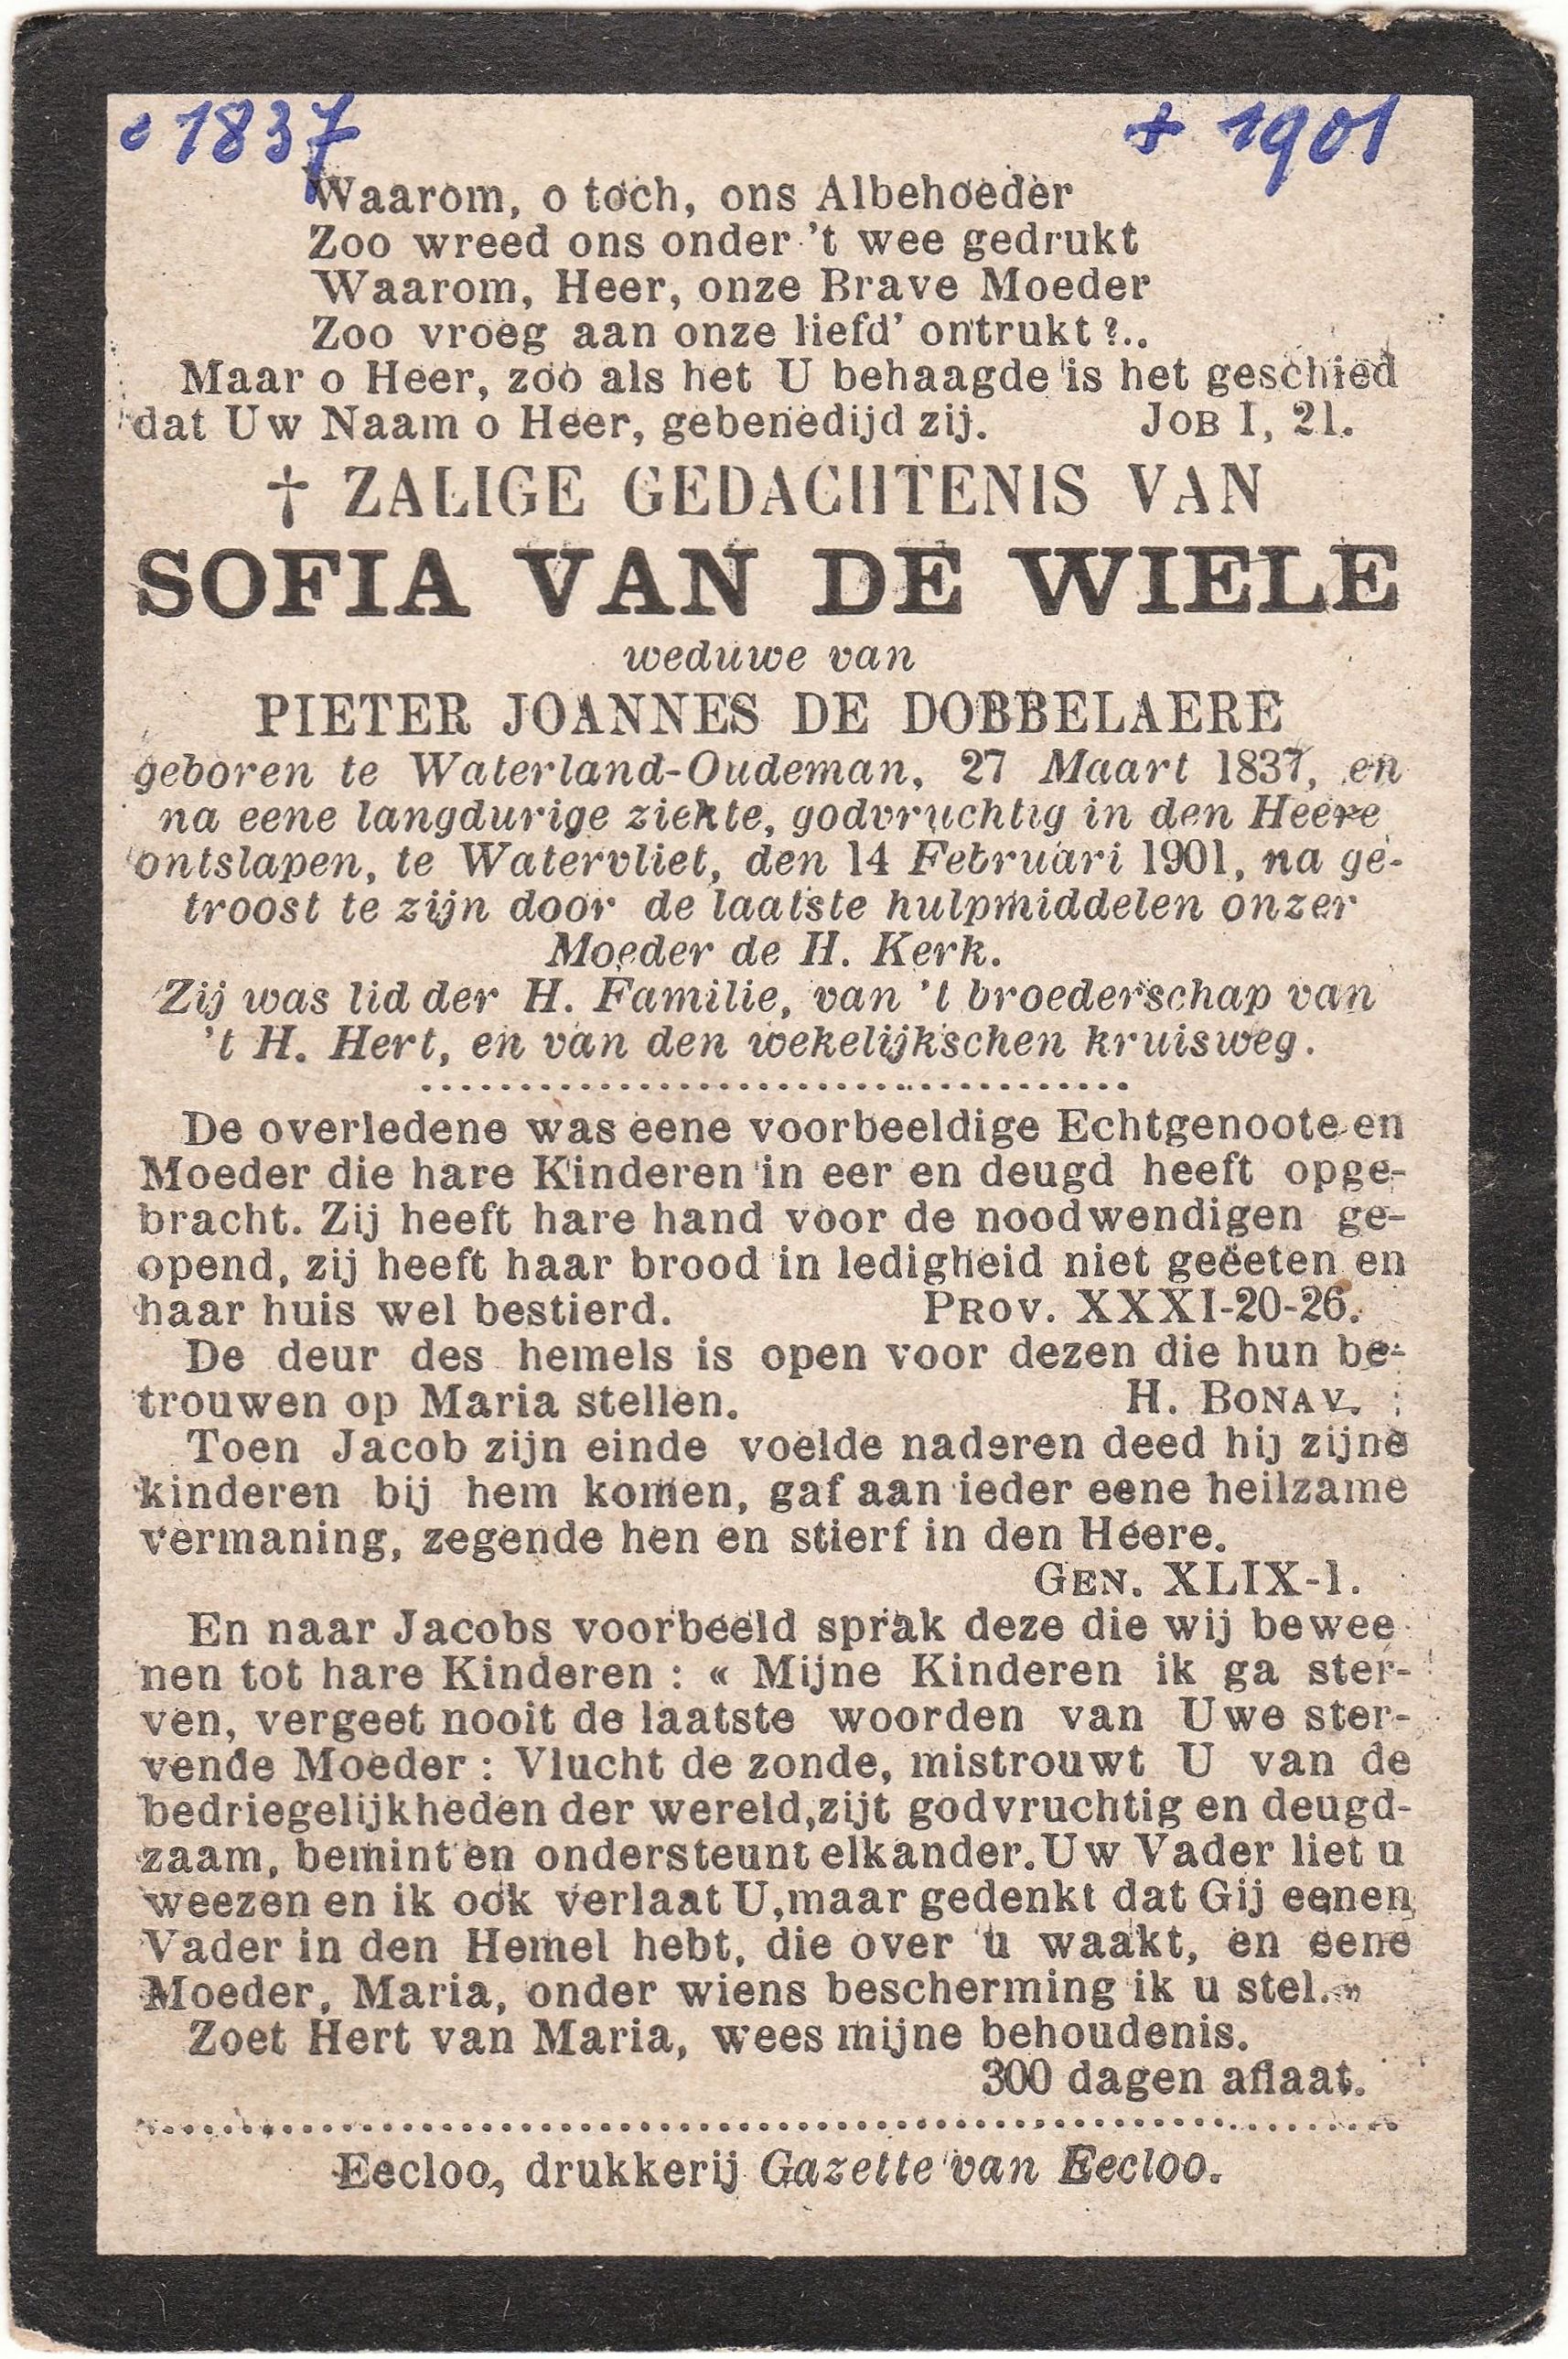 ° 1837 + 1901
Waarom, o toch, ons Albehoeder
Zoo wreed ons onder 't wee gedrukt
Waarom, Heer, onze Brave Moeder
Zoo vroeg aan onze liefd' ontrukt ?..
Maar o Heer, zoo als het U behaagde is het geschied
dat Uw Naam o Heer, gebenedijd zij. JOB I, 21.
† ZALIGE GEDACHTENIS VAN
SOFIA VAN DE WIELE
weduwe van
PIETER JOANNES DE DOBBELAERE
geboren te Waterland-Oudeman, 27 Maart 1837, en
na eene langdurige ziekte, godvruchtig in den Heere
ontslapen, te Watervliet, den 14 Februari 1901, na ge-
troost te zijn door de laatste hulpmiddelen onzer
Moeder de H. Kerk.
Zij was lid der H. Familie, van 't broederschap van
't H. Hert, en van den wekelijkschen kruisweg.
De overledene was eene voorbeeldige Echtgenoote en
Moeder die hare Kinderen in eer en deugd heeft opge-
bracht. Zij heeft hare hand voor de noodwendigen ge-
opend, zij heeft haar brood in ledigheid niet geëeten en
haar huis wel bestierd. PROV. XXXI-20-26.
De deur des hemels is open voor dezen die hun be-
trouwen op Maria stellen. H. BONAV.
Toen Jacob zijn einde voelde naderen deed hij zijne
kinderen bij hem komen, gaf aan ieder eene heilzame
vermaning, zegende hen en stierf in den Heere.
GEN. XLIX-1.
En naar Jacobs voorbeeld sprak deze die wij bewee
nen tot hare Kinderen : « Mijne Kinderen ik ga ster-
ven, vergeet nooit de laatste woorden van Uwe ster-
vende Moeder : Vlucht de zonde, mistrouwt U van de
bedriegelijkheden der wereld,zijt godvruchtig en deugd-
zaam, bemint en ondersteunt elkander.Uw Vader liet u
weezen en ik ook verlaat U,maar gedenkt dat Gij eenen
Vader in den Hemel hebt, die over u waakt, en eene
Moeder, Maria, onder wiens bescherming ik u stel.»
Zoet Hert van Maria, wees mijne behoudenis.
300 dagen aflaat.
Eecloo, drukkerij Gazette van Eecloo.